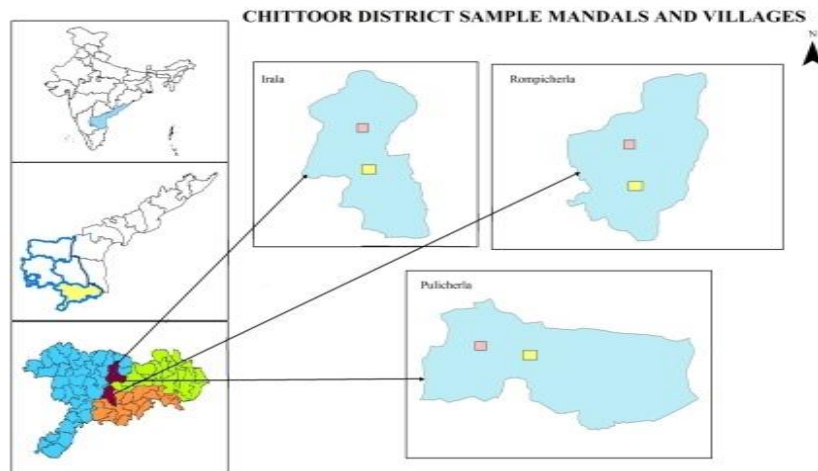 CHITTOOR DISTRICT SAMPLE MANDALS AND VILLAGES
N
Irala
Rompicherla
Pulicherla